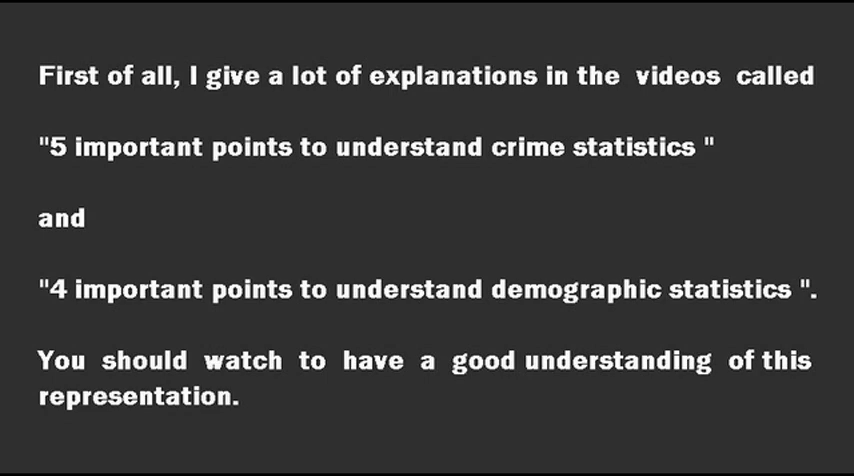 First of all, I give a lot of explanations in the videos called
"5 important points to understand crime statistics "
and
"4 important points to understand demographic statistics ".
You should watch to have a good understanding of this
representation.